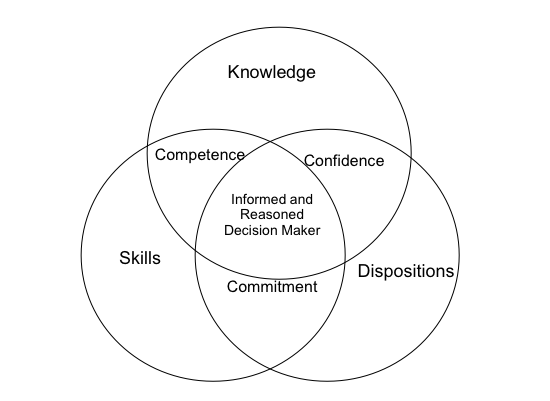 Knowledge
Competence
Confidence
Informed and
Reasoned
Decision Maker
Skills
Dispositions
Commitment